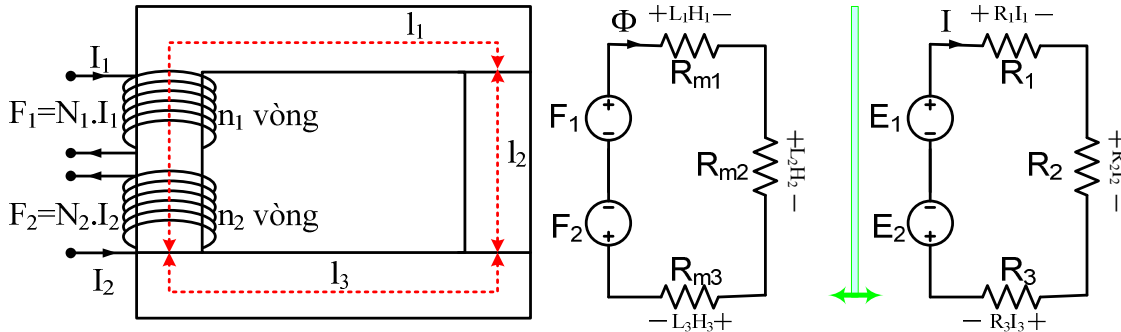 l₁
I₁
F₁=N₁.I₁
n₁ vòng
l₂
F₂=N₂.I₂
n₂ vòng
I₂
l₃
Φ
+L₁H₁−
Rm1
F₁
+
−
Rm2
+L₂H₂−
F₂
−
+
Rm3
−L₃H₃+
I
+R₁I₁−
R₁
E₁
+
−
R₂
+R₂I₂−
E₂
−
+
R₃
−R₃I₃+